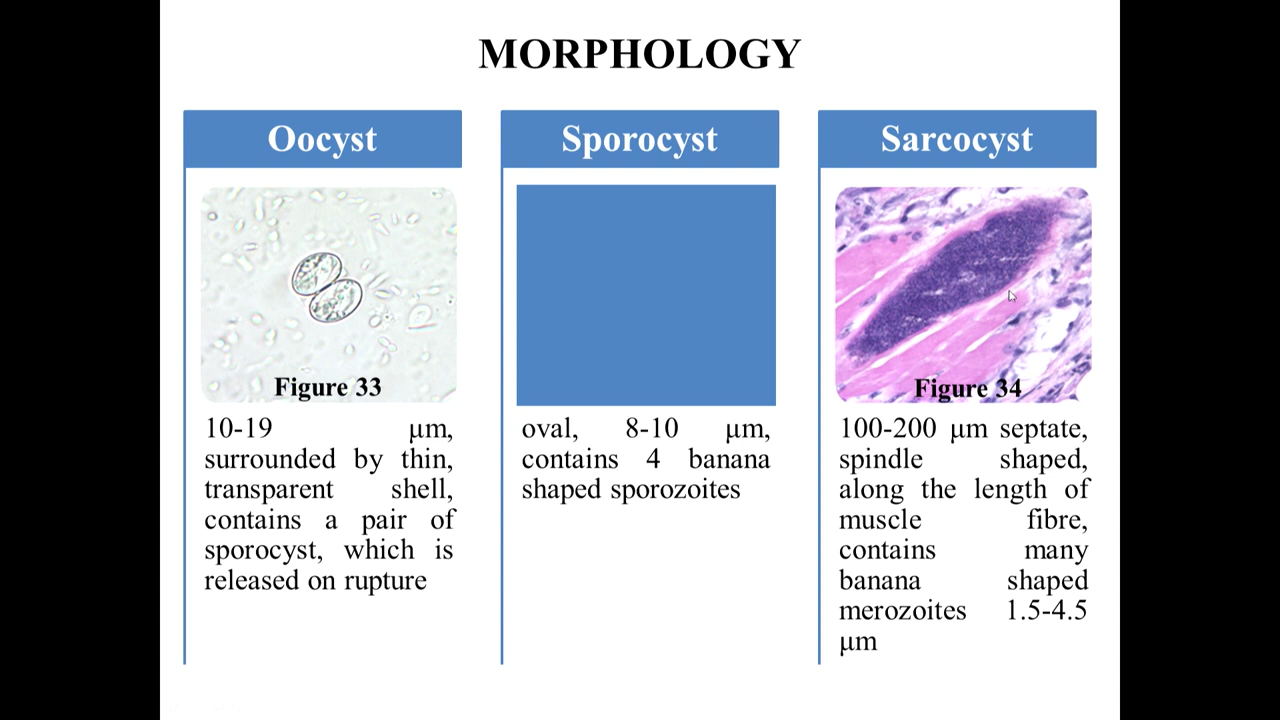 MORPHOLOGY
Oocyst
Figure 33
10-19 μm,
surrounded by thin,
transparent shell,
contains a pair of
sporocyst, which is
released on rupture
Sporocyst
oval, 8-10 μm,
contains 4 banana
shaped sporozoites
Sarcocyst
Figure 34
100-200 μm septate,
spindle shaped,
along the length of
muscle fibre,
contains many
banana shaped
merozoites 1.5-4.5
μm